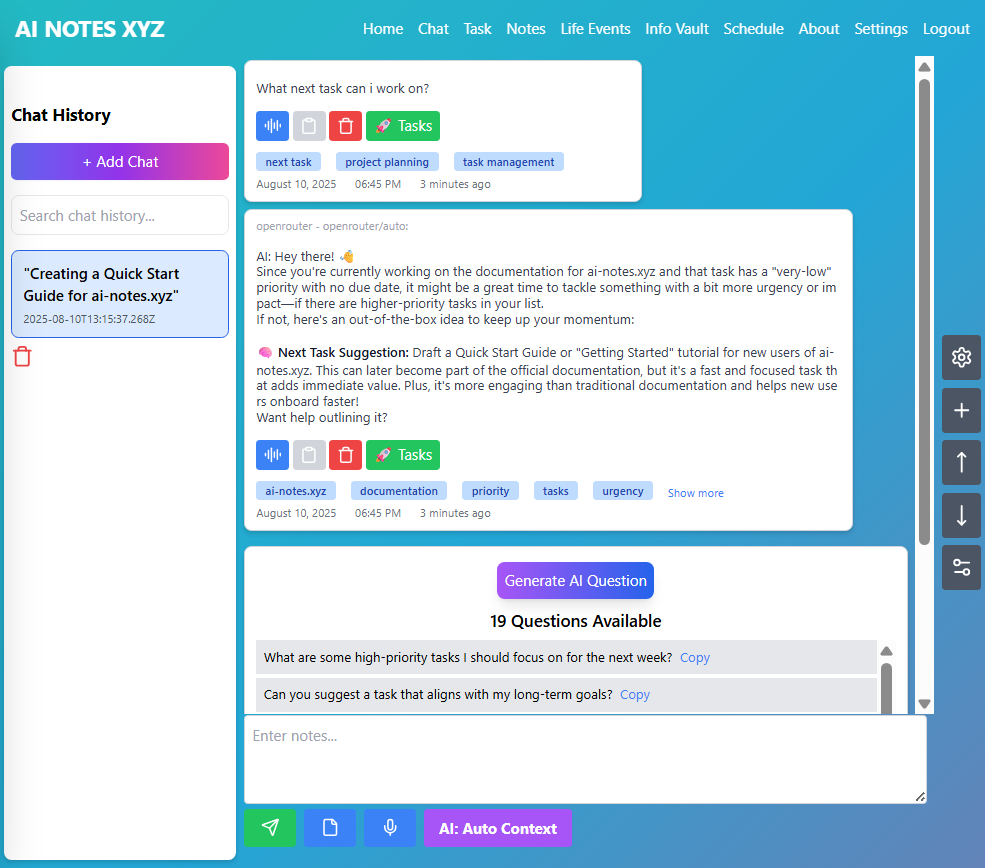 AI NOTES XYZ
Home Chat Task Notes Life Events Info Vault Schedule About Settings Logout
Chat History
+ Add Chat
Search chat history...
"Creating a Quick Start
Guide for ai-notes.xyz"
2025-08-10T13:15:37.268Z
What next task can i work on?
🚀 Tasks
next task project planning task management
August 10, 2025 06:45 PM 3 minutes ago
openrouter - openrouter/auto:
AI: Hey there! 👋
Since you're currently working on the documentation for ai-notes.xyz and that task has a "very-low"
priority with no due date, it might be a great time to tackle something with a bit more urgency or im
pact—if there are higher-priority tasks in your list.
If not, here's an out-of-the-box idea to keep up your momentum:
🧠 Next Task Suggestion: Draft a Quick Start Guide or "Getting Started" tutorial for new users of ai-
notes.xyz. This can later become part of the official documentation, but it's a fast and focused task th
at adds immediate value. Plus, it's more engaging than traditional documentation and helps new use
rs onboard faster!
Want help outlining it?
🚀 Tasks
ai-notes.xyz documentation priority tasks urgency Show more
August 10, 2025 06:45 PM 3 minutes ago
Generate AI Question
19 Questions Available
What are some high-priority tasks I should focus on for the next week? Copy
Can you suggest a task that aligns with my long-term goals? Copy
Enter notes...
AI: Auto Context